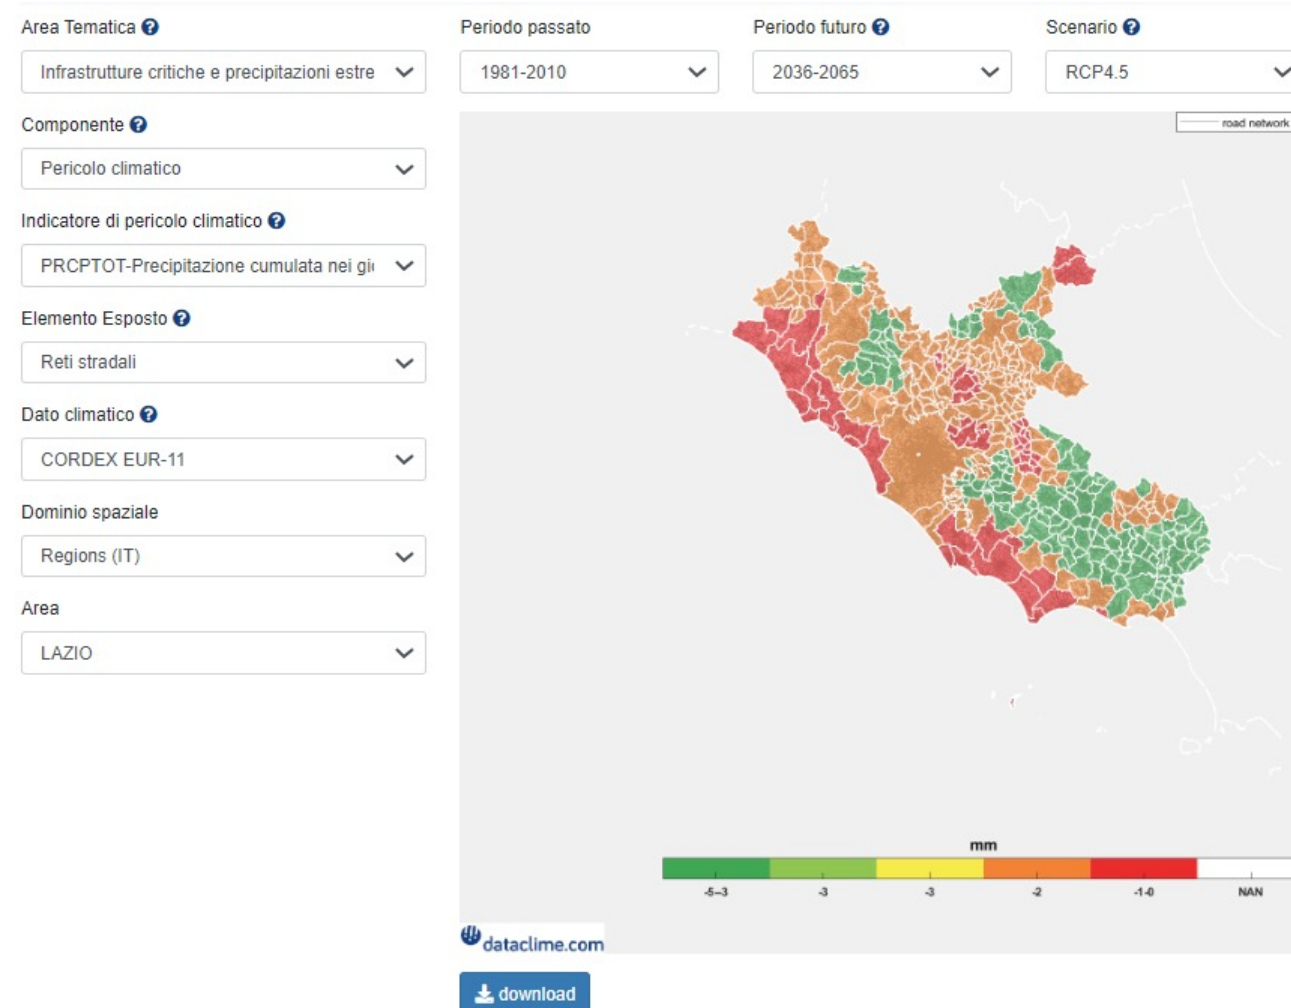 Area Tematica
Infrastrutture critiche e precipitazioni estre
Componente
Pericolo climatico
Indicatore di pericolo climatico
PRCPTOT-Precipitazione cumulata nei gio
Elemento Esposto
Reti stradali
Dato climatico
CORDEX EUR-11
Dominio spaziale
Regions (IT)
Area
LAZIO
Periodo passato
1981-2010
Periodo futuro
2036-2065
Scenario
RCP4.5
road network
mm
-5--3 -3 -3 -2 -1-0 NAN
dataclime.com
download